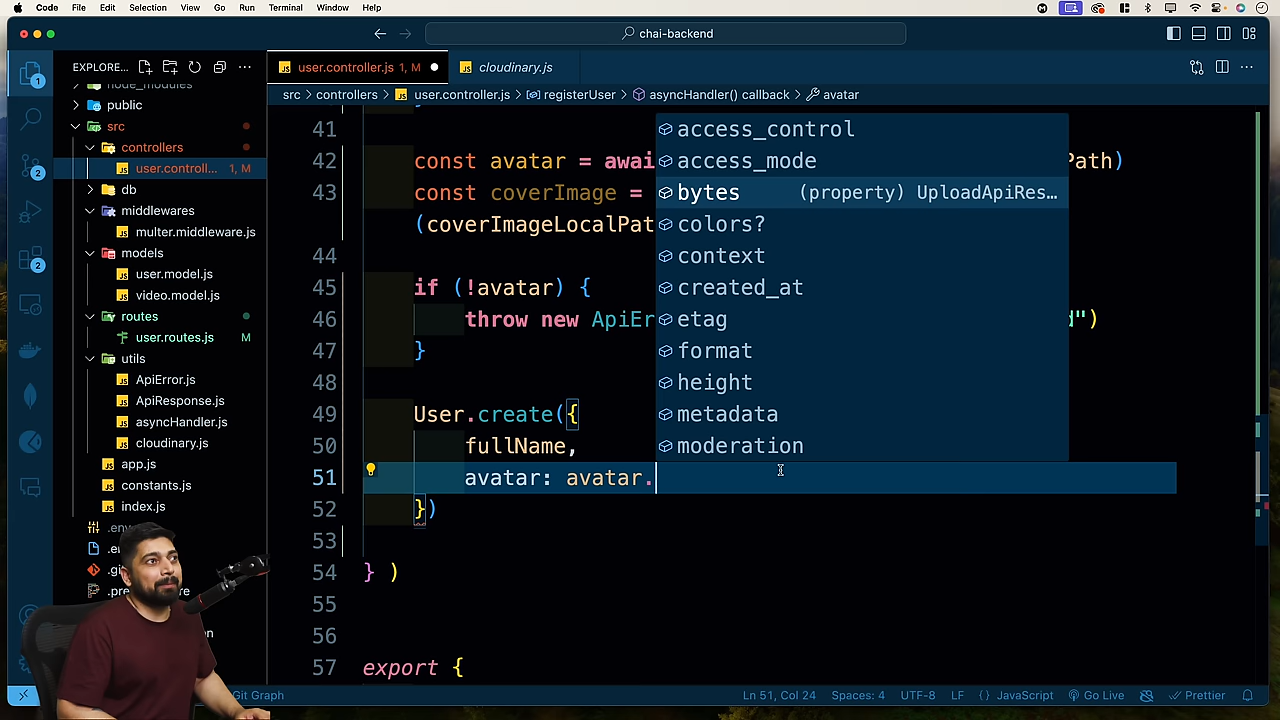 Code File Edit Selection View Go Run Terminal Window Help
chai-backend
EXPLORE...
user.controller.js 1, M
cloudinary.js
src > controllers > user.controller.js > registerUser > asyncHandler() callback > avatar
node_modules
public
src
controllers
user.controll... 1, M
db
middlewares
multer.middleware.js
models
user.model.js
video.model.js
routes
user.routes.js M
utils
ApiError.js
ApiResponse.js
asyncHandler.js
cloudinary.js
app.js
constants.js
index.js
1
2
2
41
42 const avatar = awai Path)
43 const coverImage =
(coverImageLocalPat
44
45 if (!avatar) {
46 throw new ApiErr d")
47 }
48
49 User.create({
50 fullName,
51 avatar: avatar.
52 })
53
54 } )
55
56
57 export {
access_control
access_mode
bytes (property) UploadApiRes...
colors?
context
created_at
etag
format
height
metadata
moderation
Git Graph
Ln 51, Col 24 Spaces: 4 UTF-8 LF {} JavaScript Go Live Prettier